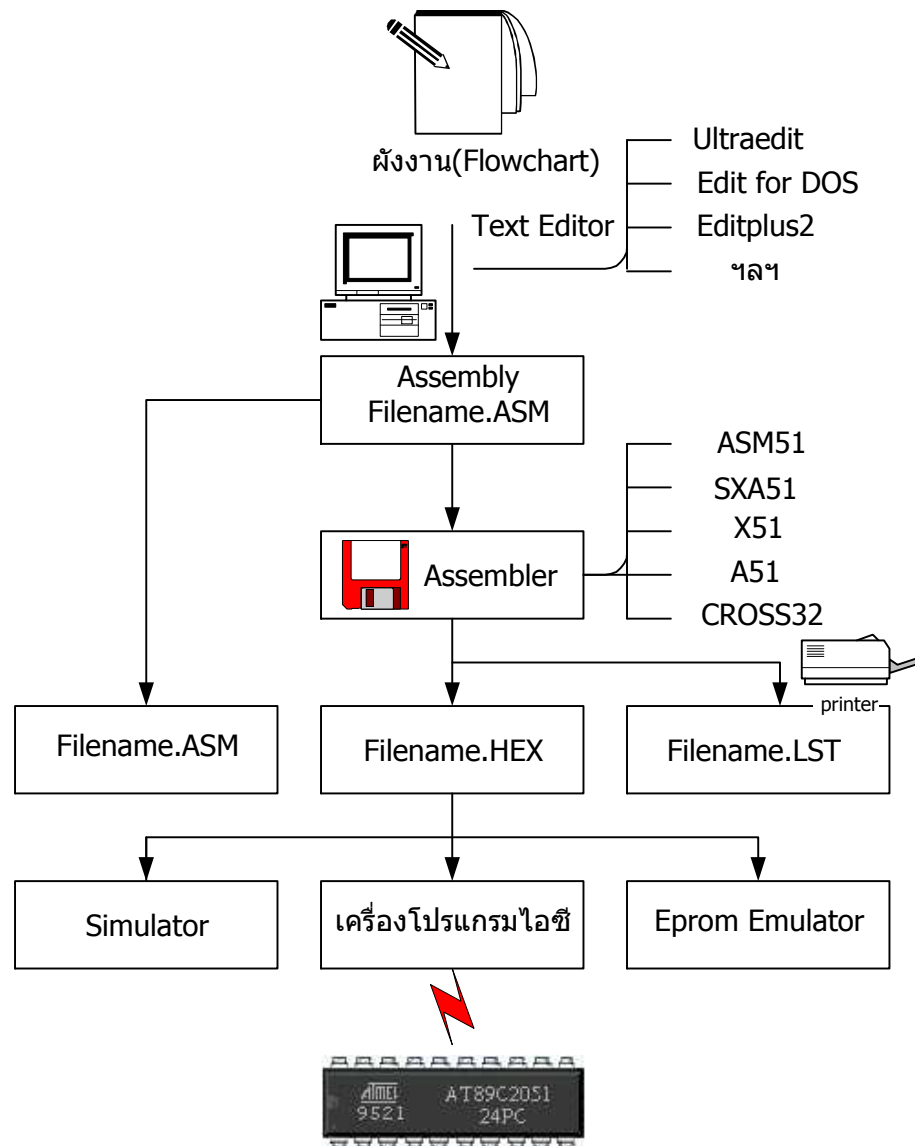 ผังงาน(Flowchart)
Text Editor
Ultraedit
Edit for DOS
Editplus2
ฯลฯ
Assembly
Filename.ASM
Assembler
ASM51
SXA51
X51
A51
CROSS32
printer
Filename.ASM
Filename.HEX
Filename.LST
Simulator
เครื่องโปรแกรมไอซี
Eprom Emulator
ATMEL
AT89C2051
9521
24PC